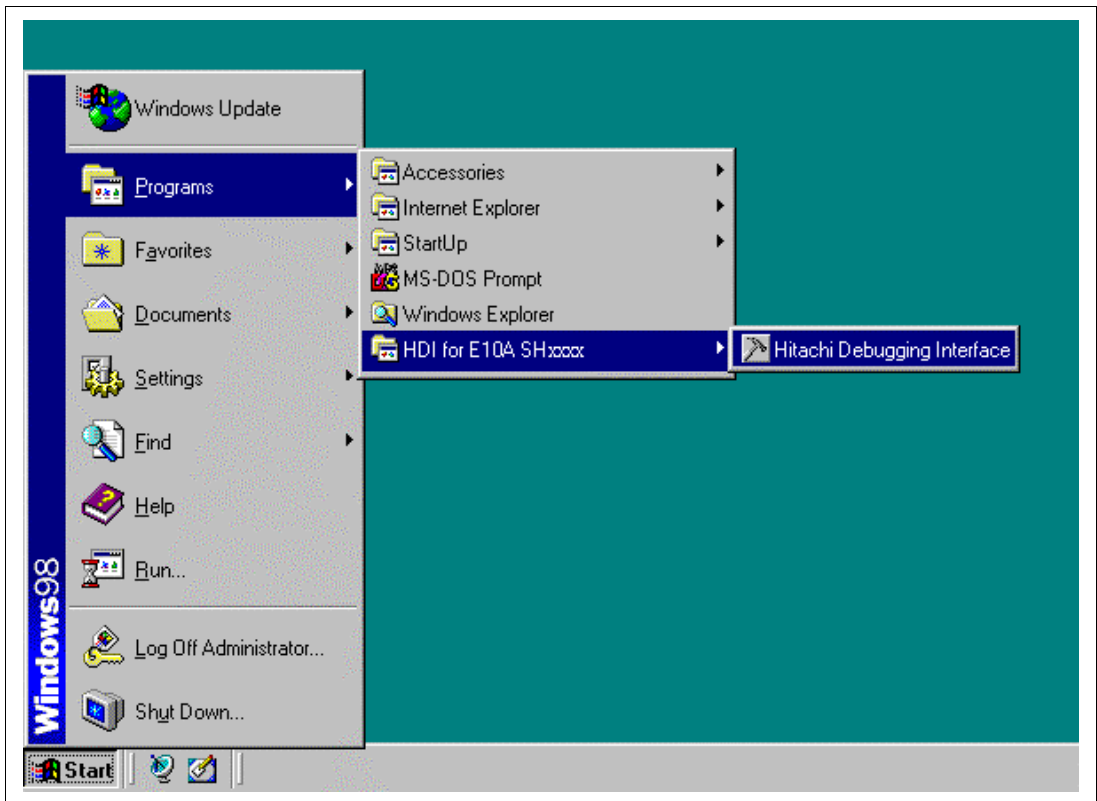 Windows Update
Programs
Favorites
Documents
Settings
Find
Help
Run...
Log Off Administrator...
Shut Down...
Windows98
Accessories
Internet Explorer
StartUp
MS-DOS Prompt
Windows Explorer
HDI for E10A SHxxxx
Hitachi Debugging Interface
Start